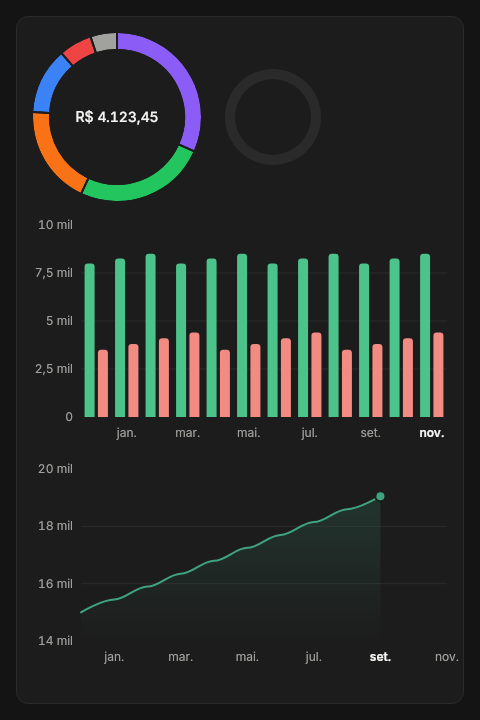 R$ 4.123,45
10 mil
7,5 mil
5 mil
2,5 mil
0
jan. mar. mai. jul. set. nov.
20 mil
18 mil
16 mil
14 mil
jan. mar. mai. jul. set. nov.